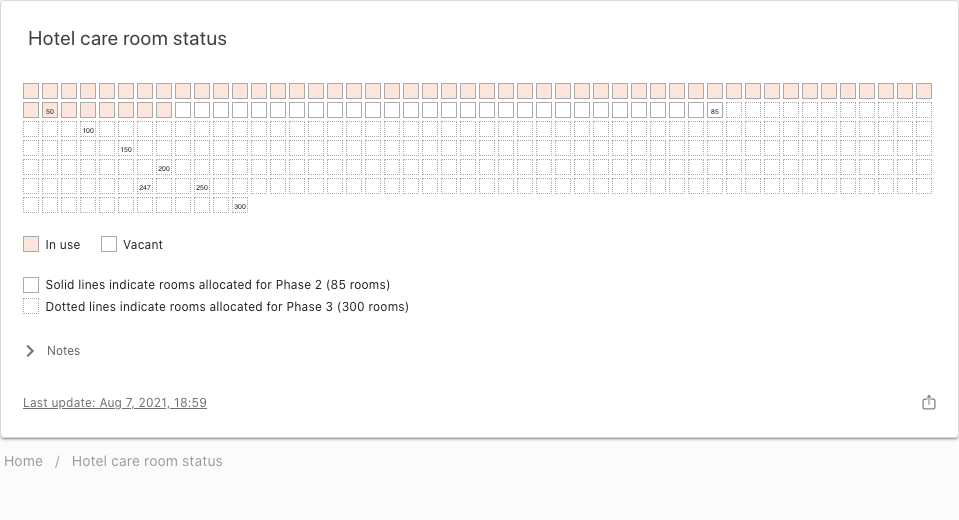 Hotel care room status
50
85
100
150
200
247 250
300
In use Vacant
Solid lines indicate rooms allocated for Phase 2 (85 rooms)
Dotted lines indicate rooms allocated for Phase 3 (300 rooms)
Notes
Last update: Aug 7, 2021, 18:59
Home / Hotel care room status